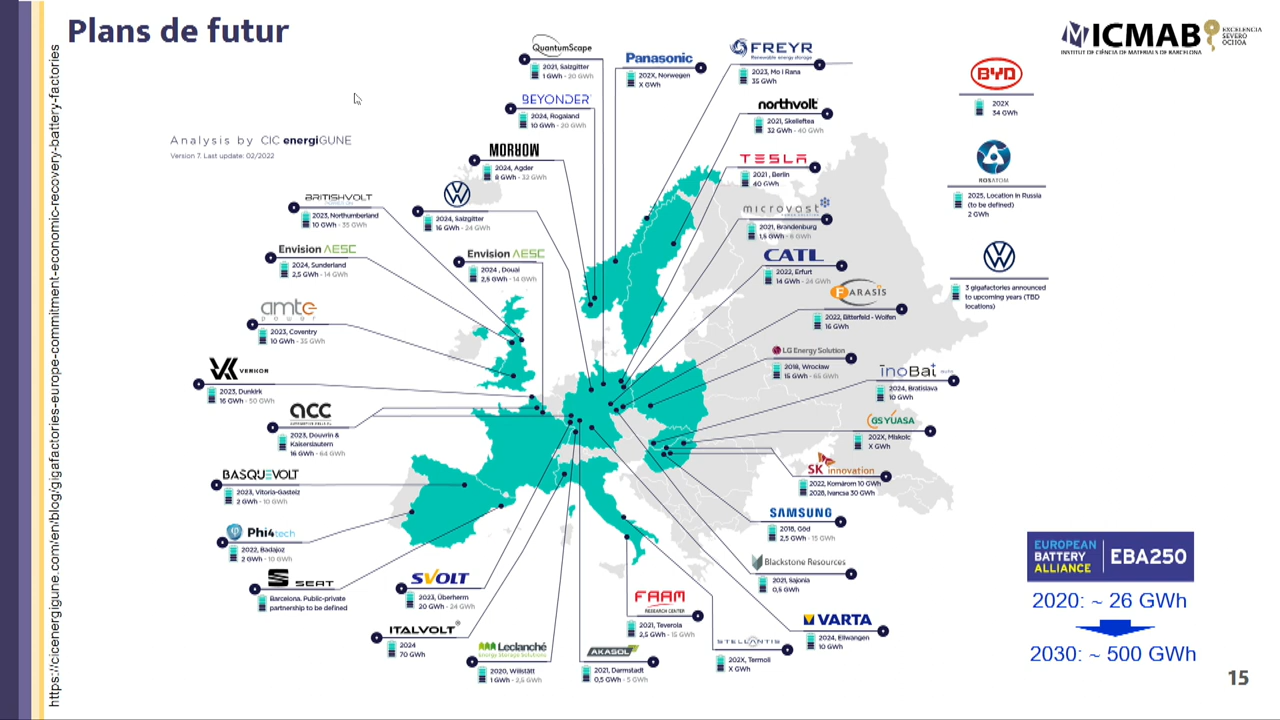 Plans de futur
ICMAB
EXCELENCIA
SEVERO
OCHOA
INSTITUT DE CIÈNCIA DE MATERIALS DE BARCELONA
https://cicenergigune.com/en/blog/gigafactories-europe-commitment-economic-recovery-battery-factories
Analysis by CIC energiGUNE
Version 7. Last update: 02/2022
QuantumScape
2021, Salzgitter
1 GWh - 20 GWh
Panasonic
202X, Norwegen
X GWh
FREYR
Renewable energy storage
2023, Mo I Rana
35 GWh
BYD
202X
34 GWh
BEYONDER
2024, Rogaland
10 GWh - 20 GWh
northvolt
2021, Skelleftea
32 GWh - 40 GWh
MORROW
2024, Agder
8 GWh - 32 GWh
TESLA
2021, Berlin
40 GWh
ROSATOM
2025, Location in Russia
(to be defined)
2 GWh
BRITISHVOLT
2023, Northumberland
10 GWh - 35 GWh
2024, Salzgitter
16 GWh - 24 GWh
microvast
2021, Brandenburg
1,5 GWh - 6 GWh
Envision AESC
2024, Sunderland
2,5 GWh - 14 GWh
Envision AESC
2024 , Douai
2,5 GWh - 14 GWh
CATL
2022, Erfurt
14 GWh - 24 GWh
3 gigafactories announced
to upcoming years (TBD
locations)
FARASIS
2022, Bitterfeld - Wolfen
16 GWh
amte
power
2023, Coventry
10 GWh - 35 GWh
LG Energy Solution
2018, Wroclaw
15 GWh - 65 GWh
VERKOR
2023, Dunkirk
16 GWh - 50 GWh
inoBat auto
2024, Bratislava
10 GWh
acc
2023, Douvrin &
Kaiserslautern
16 GWh - 64 GWh
GS YUASA
202X, Miskolc
X GWh
BASQUEVOLT
2023, Vitoria-Gasteiz
2 GWh - 10 GWh
SK innovation
2022, Komárom 10 GWh
2028, Ivancsa 30 GWh
Phi4tech
2022, Badajoz
2 GWh - 10 GWh
SAMSUNG
2018, Göd
2,5 GWh - 15 GWh
SEAT
Barcelona. Public-private
partnership to be defined
SVOLT
2023, Überherrn
20 GWh - 24 GWh
Blackstone Resources
2021, Sajonia
0,5 GWh
ITALVOLT
2024
70 GWh
Leclanché
Energy Storage Solutions
2020, Willstätt
1 GWh - 2,5 GWh
AKASOL
2021, Darmstadt
0,5 GWh - 5 GWh
FAAM
RESEARCH CENTER
2021, Teverola
2,5 GWh - 15 GWh
STELLANTIS
202X, Termoli
X GWh
VARTA
2024, Ellwangen
10 GWh
EUROPEAN
BATTERY
ALLIANCE
EBA250
2020: ~ 26 GWh
2030: ~ 500 GWh
15